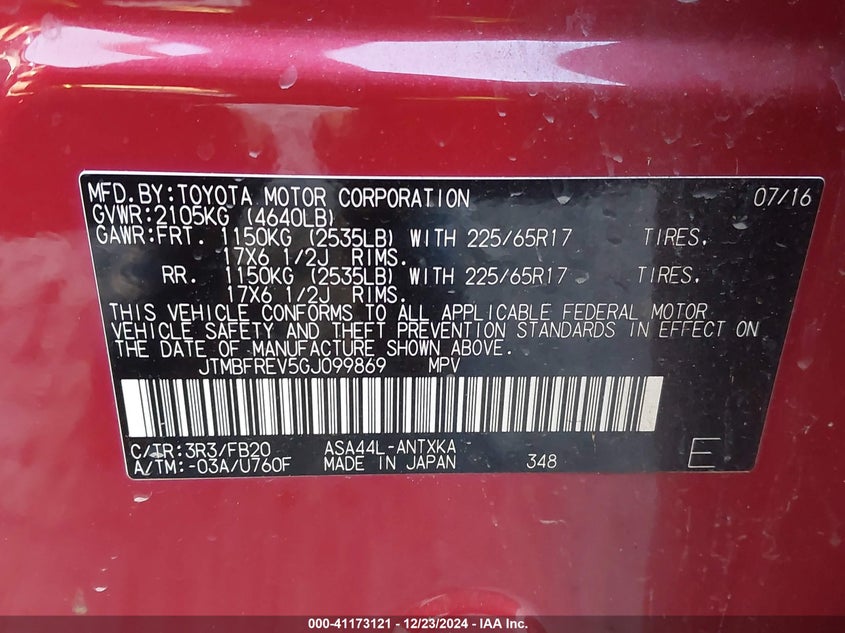 MFD.BY:TOYOTA MOTOR CORPORATION 07/16
GVWR:2105KG (4640LB)
GAWR:FRT. 1150KG (2535LB) WITH 225/65R17 TIRES,
17X6 1/2J RIMS.
RR. 1150KG (2535LB) WITH 225/65R17 TIRES,
17X6 1/2J RIMS.
THIS VEHICLE CONFORMS TO ALL APPLICABLE FEDERAL MOTOR
VEHICLE SAFETY AND THEFT PREVENTION STANDARDS IN EFFECT ON
THE DATE OF MANUFACTURE SHOWN ABOVE.
JTMBFREV5GJ099869 MPV
C/TR:3R3/FB20 ASA44L-ANTXKA
A/TM:-03A/U760F MADE IN JAPAN 348 E
000-41173121 - 12/23/2024 - IAA Inc.